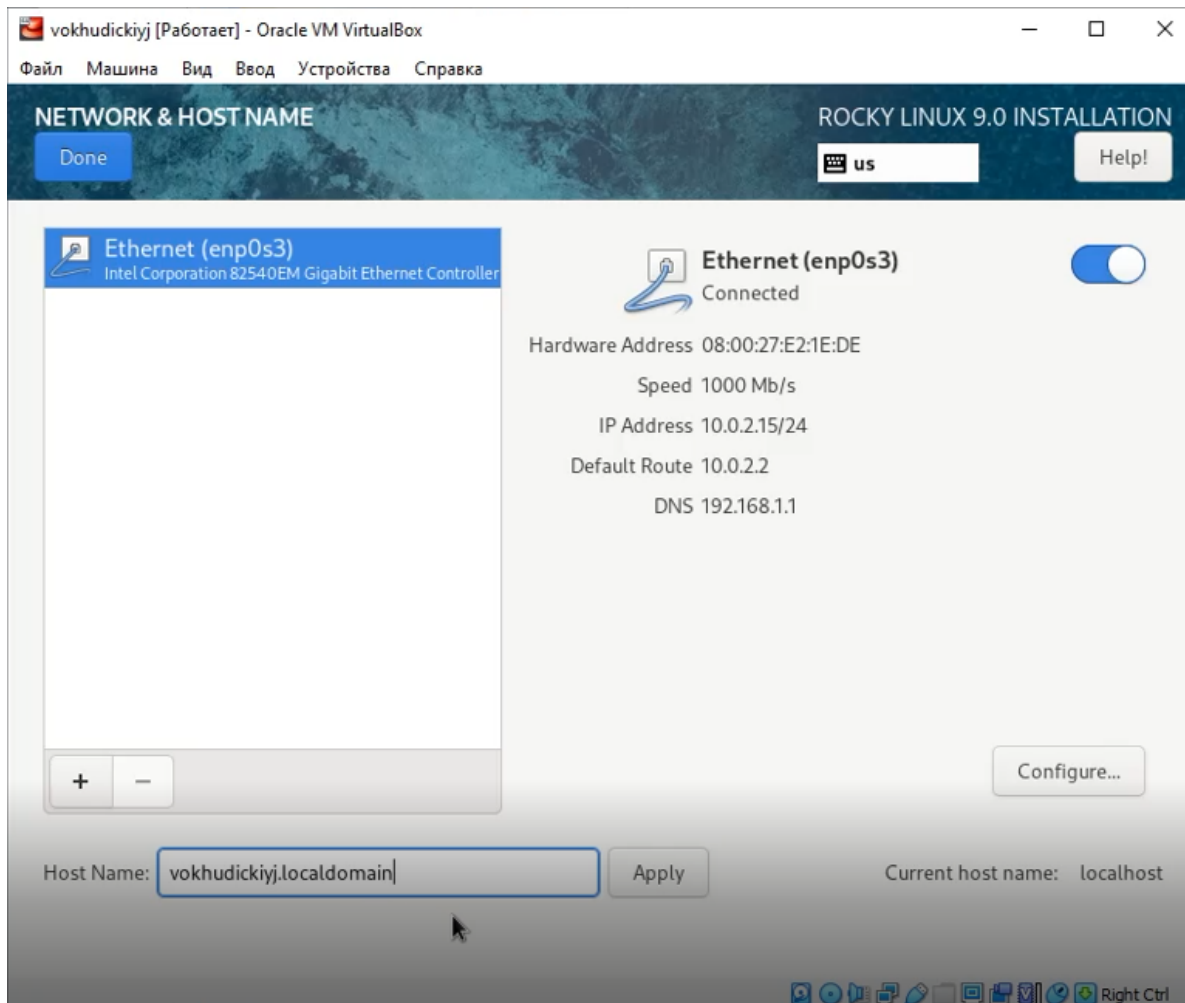 vokhudickiyj [Работает] - Oracle VM VirtualBox
Файл Машина Вид Ввод Устройства Справка
NETWORK & HOST NAME
ROCKY LINUX 9.0 INSTALLATION
Done
us
Help!
Ethernet (enp0s3)
Intel Corporation 82540EM Gigabit Ethernet Controller
Ethernet (enp0s3)
Connected
Hardware Address 08:00:27:E2:1E:DE
Speed 1000 Mb/s
IP Address 10.0.2.15/24
Default Route 10.0.2.2
DNS 192.168.1.1
+ −
Configure...
Host Name: vokhudickiyj.localdomain Apply Current host name: localhost
Right Ctrl